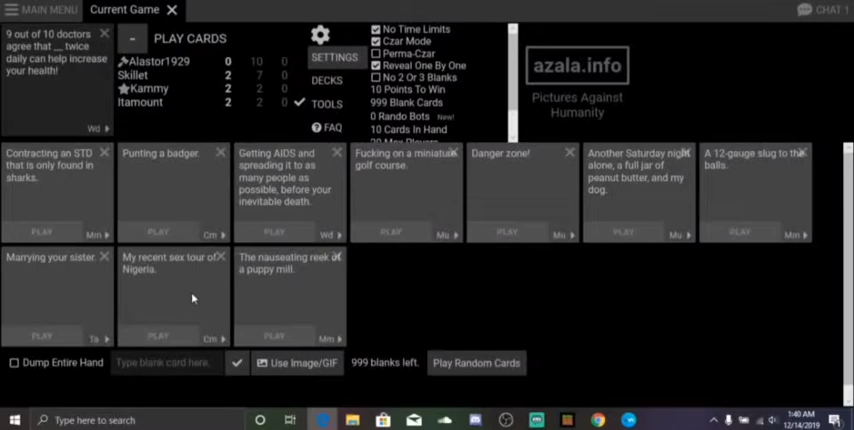 MAIN MENU
Current Game
CHAT 1
9 out of 10 doctors
agree that __ twice
daily can help increase
your health!
Wd
-
PLAY CARDS
Alastor1929 0 10 0
Skillet 2 7 0
Kammy 2 2 0
Itamount 2 2 0
SETTINGS
DECKS
TOOLS
FAQ
No Time Limits
Czar Mode
Perma-Czar
Reveal One By One
No 2 Or 3 Blanks
10 Points To Win
999 Blank Cards
0 Rando Bots New!
10 Cards In Hand
20 Max Players
azala.info
Pictures Against
Humanity
Contracting an STD
that is only found in
sharks.
PLAY
Mm
Punting a badger.
PLAY
Cm
Getting AIDS and
spreading it to as
many people as
possible, before your
inevitable death.
PLAY
Wd
Fucking on a miniature
golf course.
PLAY
Mu
Danger zone!
PLAY
Mu
Another Saturday night
alone, a full jar of
peanut butter, and my
dog.
PLAY
Mu
A 12-gauge slug to the
balls.
PLAY
Mm
Marrying your sister.
PLAY
Ta
My recent sex tour of
Nigeria.
PLAY
Cm
The nauseating reek of
a puppy mill.
PLAY
Mm
Dump Entire Hand
Type blank card here.
Use Image/GIF
999 blanks left.
Play Random Cards
Type here to search
1:40 AM
12/14/2019